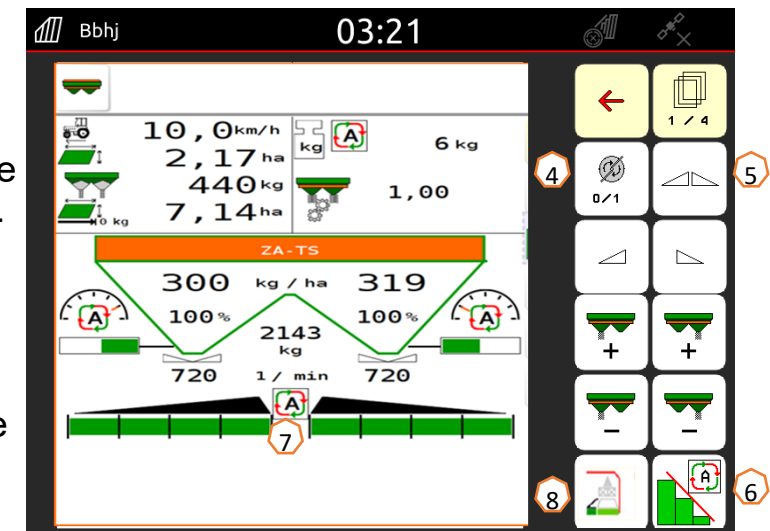 Bbhj 03:21
e
10,0km/h
2,17 ha
440kg
7,14ha
0 kg
kg A 6 kg
1,00
1 / 4
4 0/1 5
ZA-TS
300 kg / ha 319
A 100% 100% A
2143
kg
720 1/ min 720
A
7
+ +
e
- -
8 A 6